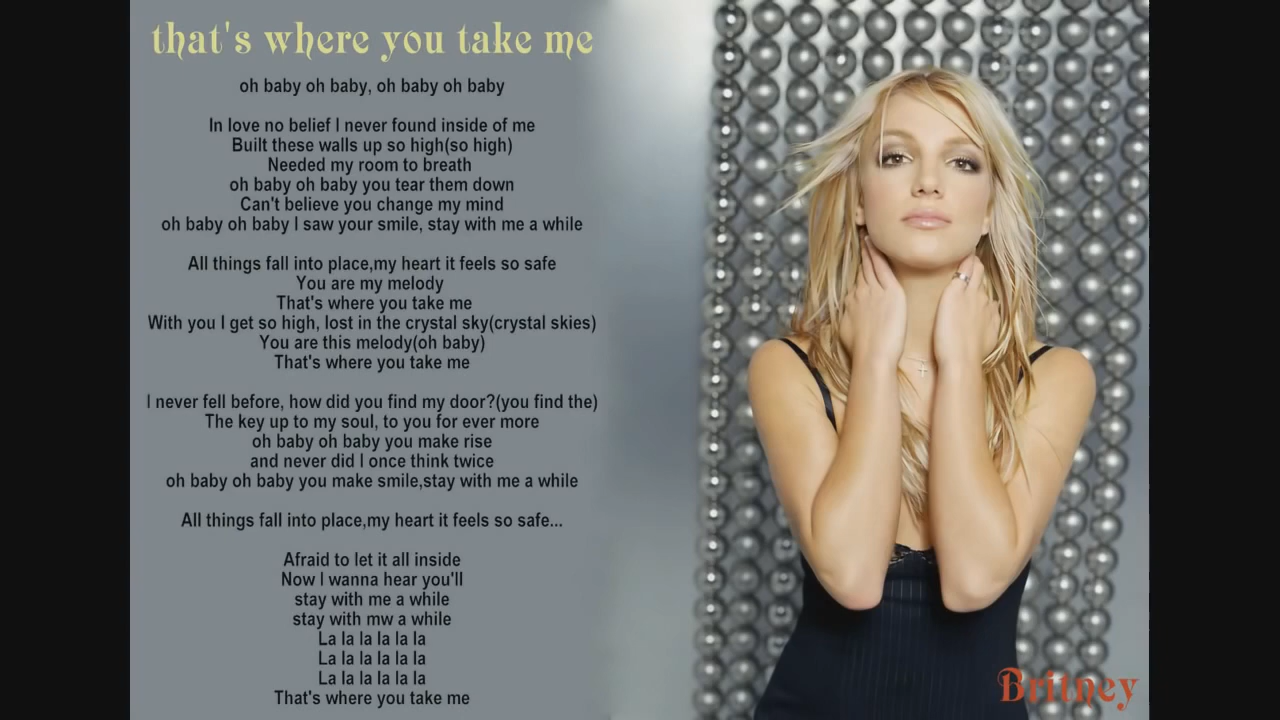 that's where you take me
oh baby oh baby, oh baby oh baby
In love no belief I never found inside of me
Built these walls up so high(so high)
Needed my room to breath
oh baby oh baby you tear them down
Can't believe you change my mind
oh baby oh baby I saw your smile, stay with me a while
All things fall into place,my heart it feels so safe
You are my melody
That's where you take me
With you I get so high, lost in the crystal sky(crystal skies)
You are this melody(oh baby)
That's where you take me
I never fell before, how did you find my door?(you find the)
The key up to my soul, to you for ever more
oh baby oh baby you make rise
and never did I once think twice
oh baby oh baby you make smile,stay with me a while
All things fall into place,my heart it feels so safe...
Afraid to let it all inside
Now I wanna hear you'll
stay with me a while
stay with mw a while
La la la la la la
La la la la la la
La la la la la la
That's where you take me
Britney